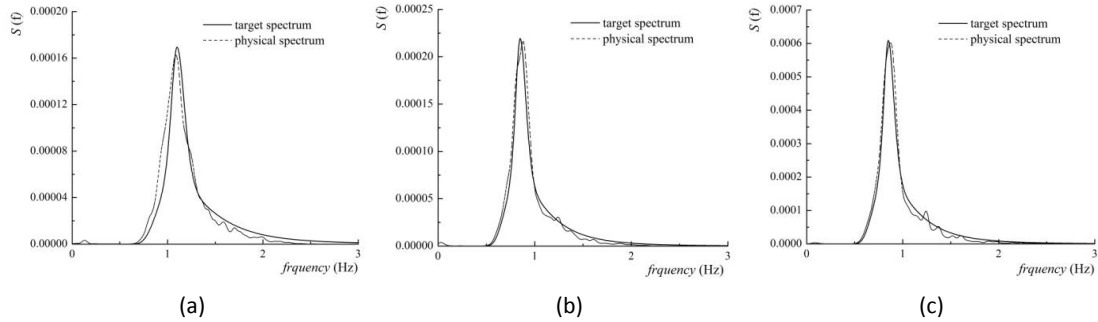 S (f)
0.00020
0.00016
0.00012
0.00008
0.00004
0.00000
0
1
2
3
target spectrum
physical spectrum
frquency (Hz)
(a)
S (f)
0.00025
0.00020
0.00015
0.00010
0.00005
0.00000
0
1
2
3
target spectrum
physical spectrum
frquency (Hz)
(b)
S (f)
0.0007
0.0006
0.0005
0.0004
0.0003
0.0002
0.0001
0.0000
0
1
2
3
target spectrum
physical spectrum
frquency (Hz)
(c)